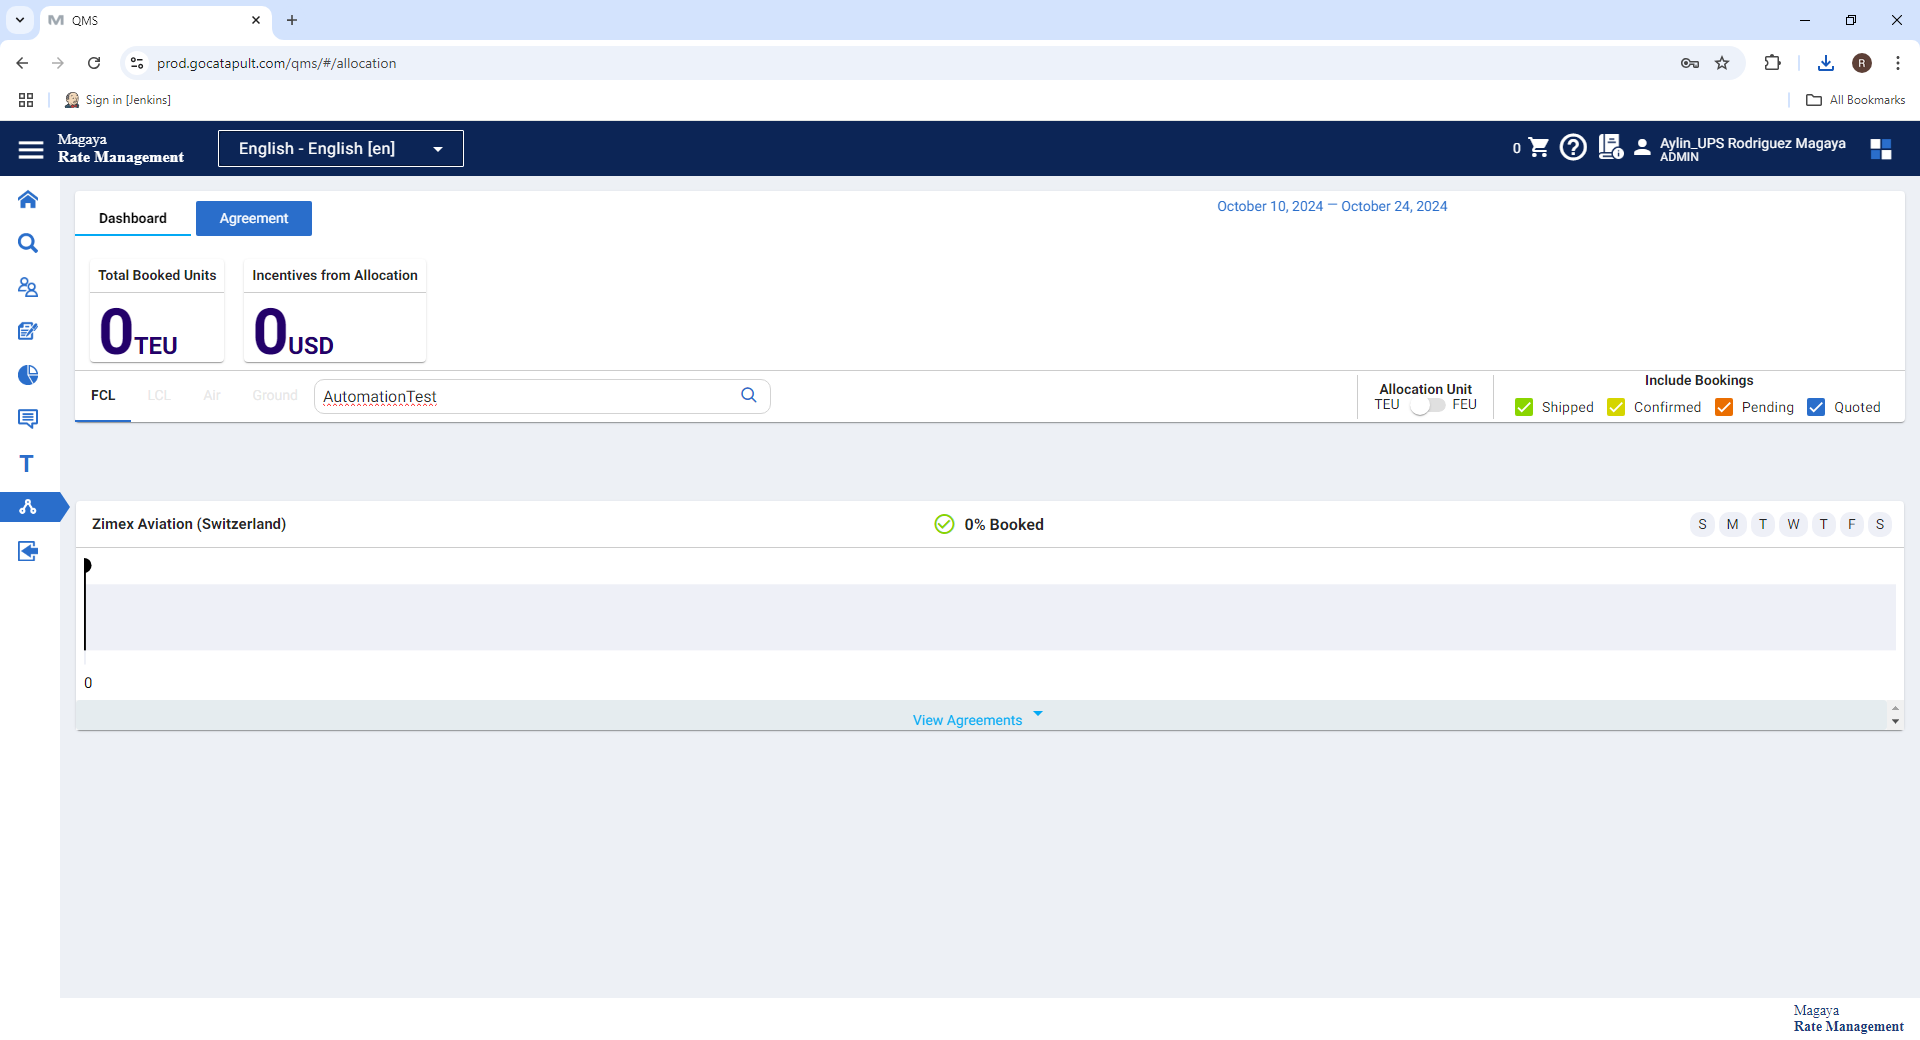 QMS
prod.gocatapult.com/qms/#/allocation
R
Sign in [Jenkins]
All Bookmarks
Magaya
Rate Management
English - English [en]
0
Aylin_UPS Rodriguez Magaya
ADMIN
Dashboard
Agreement
October 10, 2024 — October 24, 2024
Total Booked Units
Incentives from Allocation
0TEU
0USD
FCL
LCL
Air
Ground
AutomationTest
Allocation Unit
TEU
FEU
Include Bookings
Shipped
Confirmed
Pending
Quoted
T
Zimex Aviation (Switzerland)
0% Booked
S M T W T F S
0
View Agreements
Magaya
Rate Management